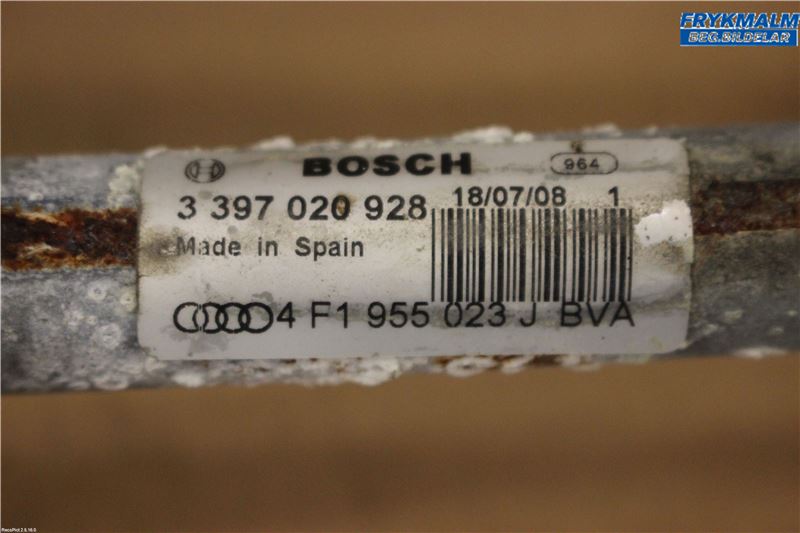 FRYKMALM
BEG.BILDELAR
BOSCH 964
3 397 020 928 18/07/08 1
Made in Spain
4 F1 955 023 J BVA